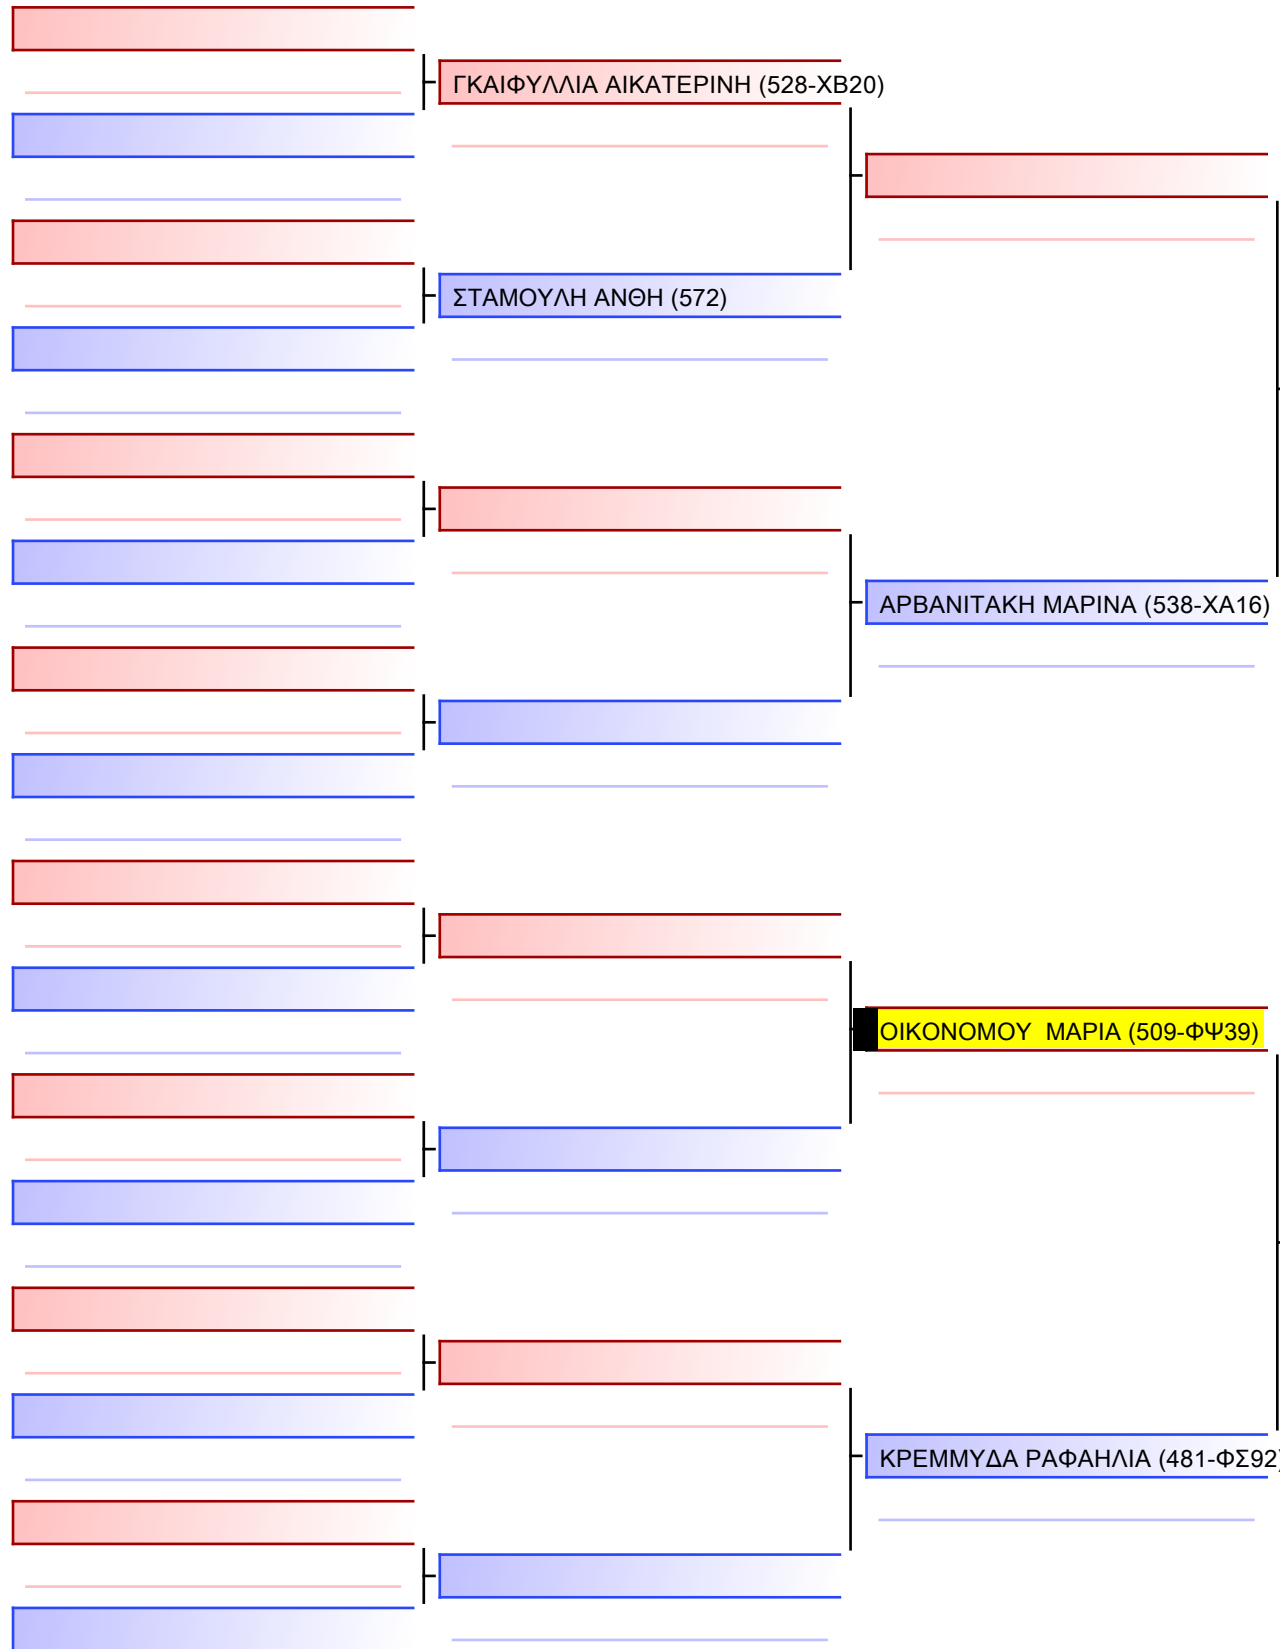 ΓΚΑΙΦΥΛΛΙΑ ΑΙΚΑΤΕΡΙΝΗ (528-ΧΒ20)
ΣΤΑΜΟΥΛΗ ΑΝΘΗ (572)
ΑΡΒΑΝΙΤΑΚΗ ΜΑΡΙΝΑ (538-ΧΑ16)
ΟΙΚΟΝΟΜΟΥ  ΜΑΡΙΑ (509-ΦΨ39)
ΚΡΕΜΜΥΔΑ ΡΑΦΑΗΛΙΑ (481-ΦΣ92)